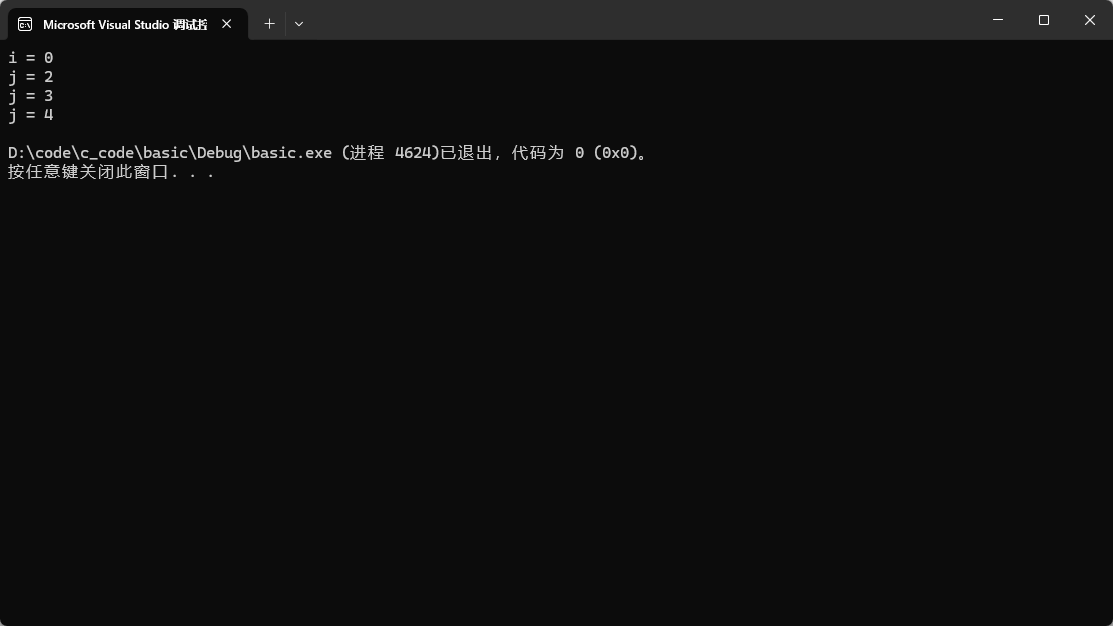 Microsoft Visual Studio 调试控
i = 0
j = 2
j = 3
j = 4
D:\code\c_code\basic\Debug\basic.exe (进程 4624)已退出，代码为 0 (0x0)。
按任意键关闭此窗口. . .